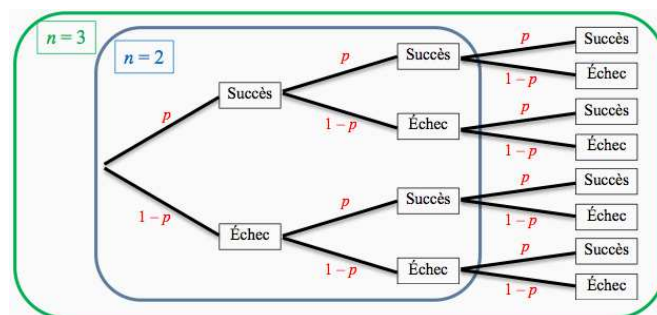 n = 3
n = 2
p
Succès
1 – p
Échec
p
Succès
1 – p
Échec
p
Succès
1 – p
Échec
p
Succès
1 – p
Échec
p
Succès
1 – p
Échec
p
Succès
1 – p
Échec
p
Succès
1 – p
Échec